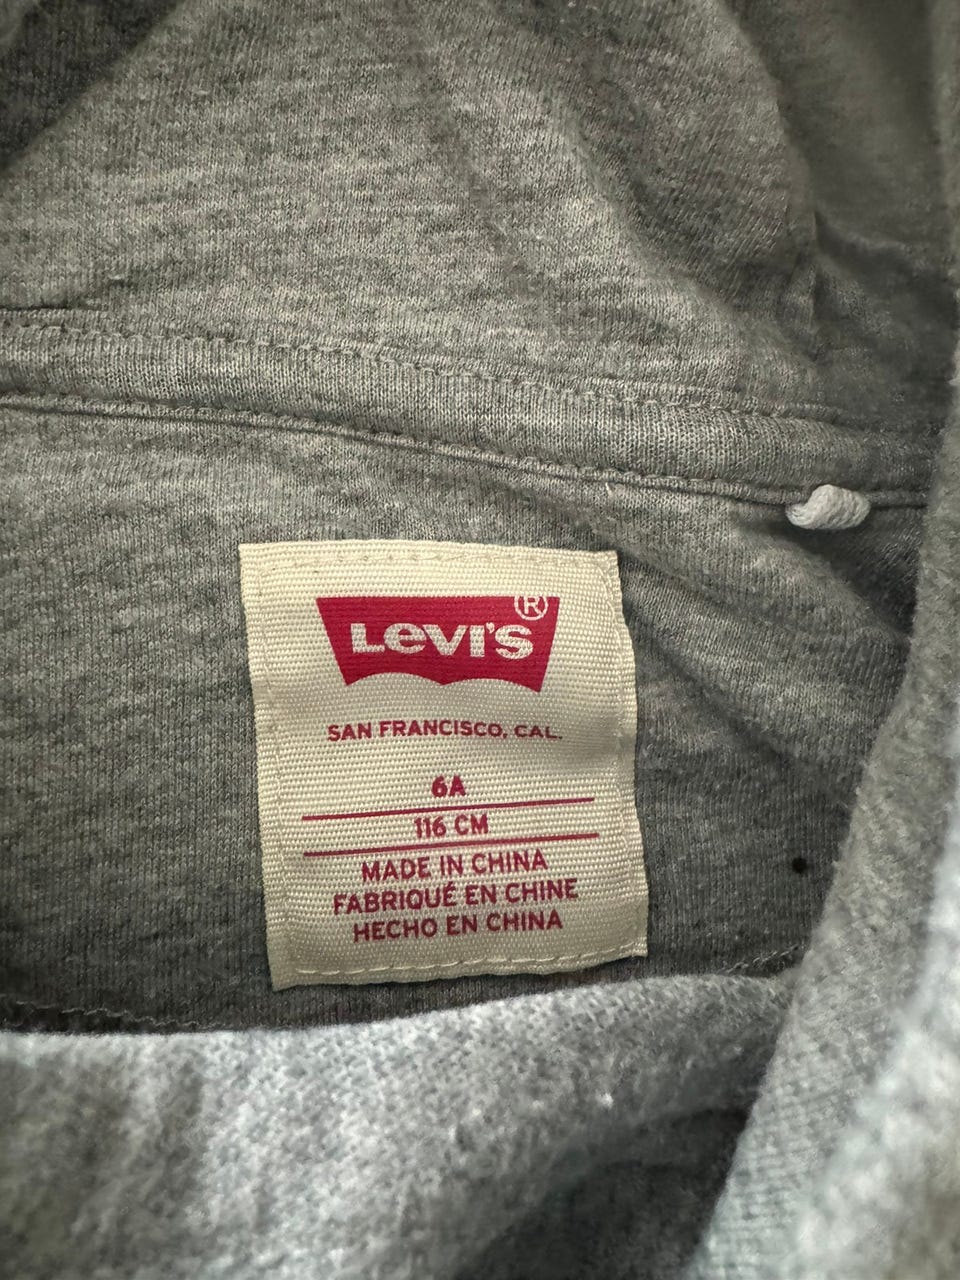 LEVI'S®
SAN FRANCISCO, CAL.
6A
116 CM
MADE IN CHINA
FABRIQUÉ EN CHINE
HECHO EN CHINA